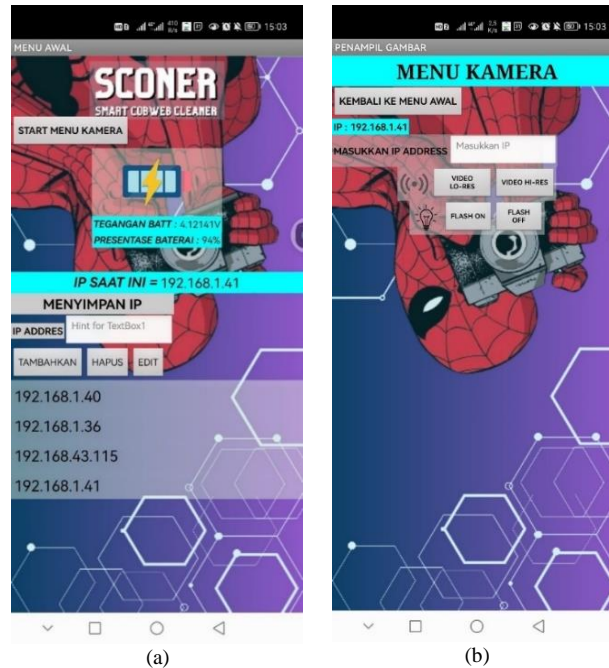 15:03
MENU AWAL
SCONER
SMART COBWEB CLEANER
START MENU KAMERA
TEGANGAN BATT : 4.12141V
PRESENTASE BATERAI : 94%
IP SAAT INI = 192.168.1.41
MENYIMPAN IP
IP ADDRES Hint for TextBox1
TAMBAHKAN HAPUS EDIT
192.168.1.40
192.168.1.36
192.168.43.115
192.168.1.41
(a)
15:03
PENAMPIL GAMBAR
MENU KAMERA
KEMBALI KE MENU AWAL
IP : 192.168.1.41
MASUKKAN IP ADDRESS Masukkan IP
VIDEO LO-RES VIDEO HI-RES
FLASH ON FLASH OFF
(b)